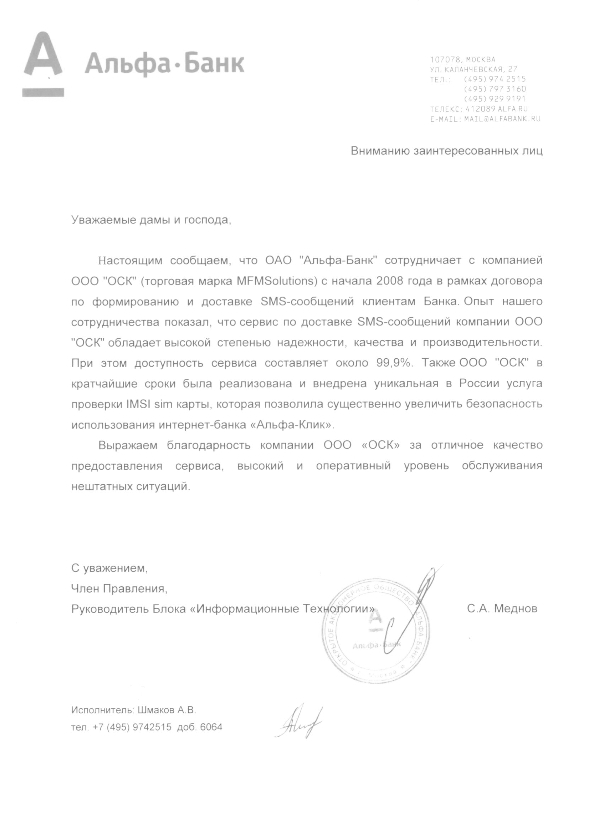 А
Альфа·Банк
107078, МОСКВА
УЛ. КАЛАНЧЕВСКАЯ, 27
ТЕЛ.: (495) 974 2515
(495) 797 3160
(495) 929 9191
ТЕЛЕКС: 412089 ALFA RU
E-MAIL: MAIL@ALFABANK.RU
Вниманию заинтересованных лиц
Уважаемые дамы и господа,
Настоящим сообщаем, что ОАО "Альфа-Банк" сотрудничает с компанией
ООО "ОСК" (торговая марка MFMSolutions) с начала 2008 года в рамках договора
по формированию и доставке SMS-сообщений клиентам Банка. Опыт нашего
сотрудничества показал, что сервис по доставке SMS-сообщений компании ООО
"ОСК" обладает высокой степенью надежности, качества и производительности.
При этом доступность сервиса составляет около 99,9%. Также ООО "ОСК" в
кратчайшие сроки была реализована и внедрена уникальная в России услуга
проверки IMSI sim карты, которая позволила существенно увеличить безопасность
использования интернет-банка «Альфа-Клик».
Выражаем благодарность компании ООО «ОСК» за отличное качество
предоставления сервиса, высокий и оперативный уровень обслуживания
нештатных ситуаций.
С уважением,
Член Правления,
Руководитель Блока «Информационные Технологии»
С.А. Меднов
Альфа·Банк
Исполнитель: Шмаков А.В.
тел. +7 (495) 9742515 доб. 6064